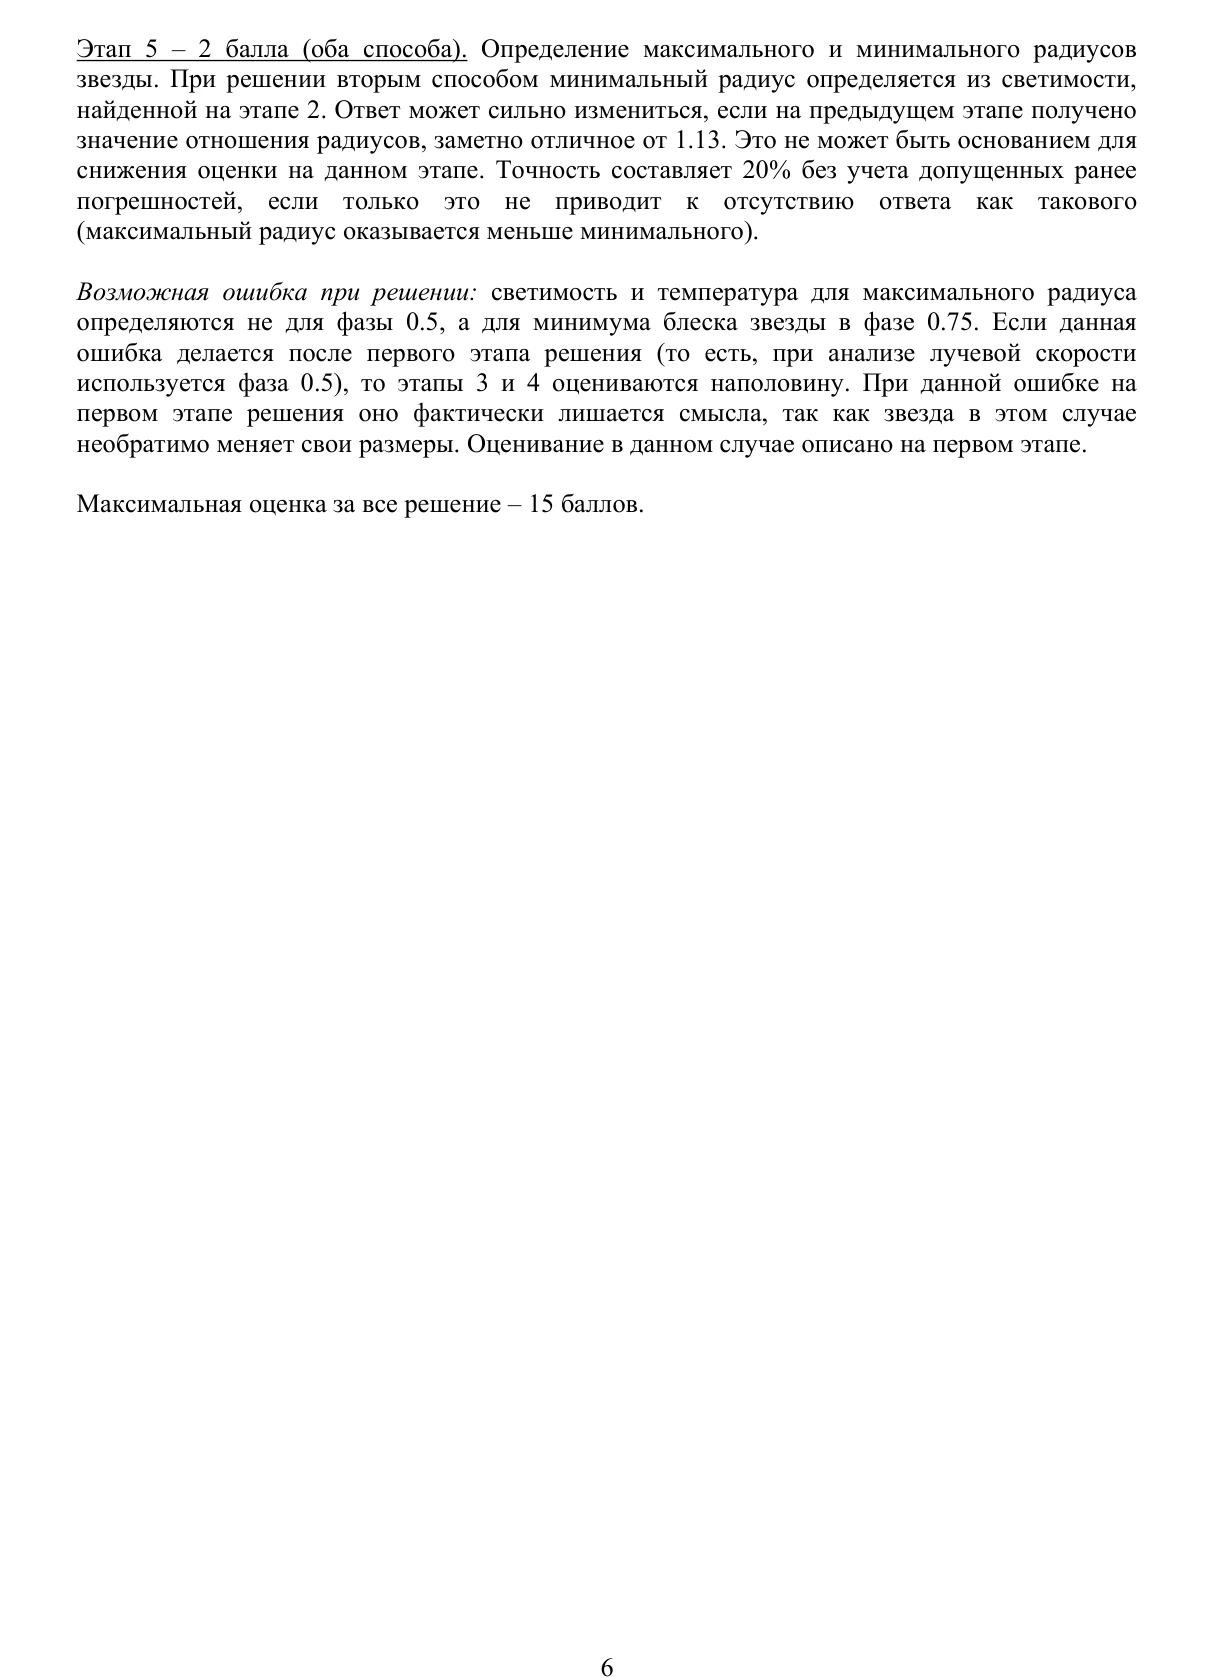 Этап 5 – 2 балла (оба способа). Определение максимального и минимального радиусов
звезды. При решении вторым способом минимальный радиус определяется из светимости,
найденной на этапе 2. Ответ может сильно измениться, если на предыдущем этапе получено
значение отношения радиусов, заметно отличное от 1.13. Это не может быть основанием для
снижения оценки на данном этапе. Точность составляет 20% без учета допущенных ранее
погрешностей, если только это не приводит к отсутствию ответа как такового
(максимальный радиус оказывается меньше минимального).
Возможная ошибка при решении: светимость и температура для максимального радиуса
определяются не для фазы 0.5, а для минимума блеска звезды в фазе 0.75. Если данная
ошибка делается после первого этапа решения (то есть, при анализе лучевой скорости
используется фаза 0.5), то этапы 3 и 4 оцениваются наполовину. При данной ошибке на
первом этапе решения оно фактически лишается смысла, так как звезда в этом случае
необратимо меняет свои размеры. Оценивание в данном случае описано на первом этапе.
Максимальная оценка за все решение – 15 баллов.
6